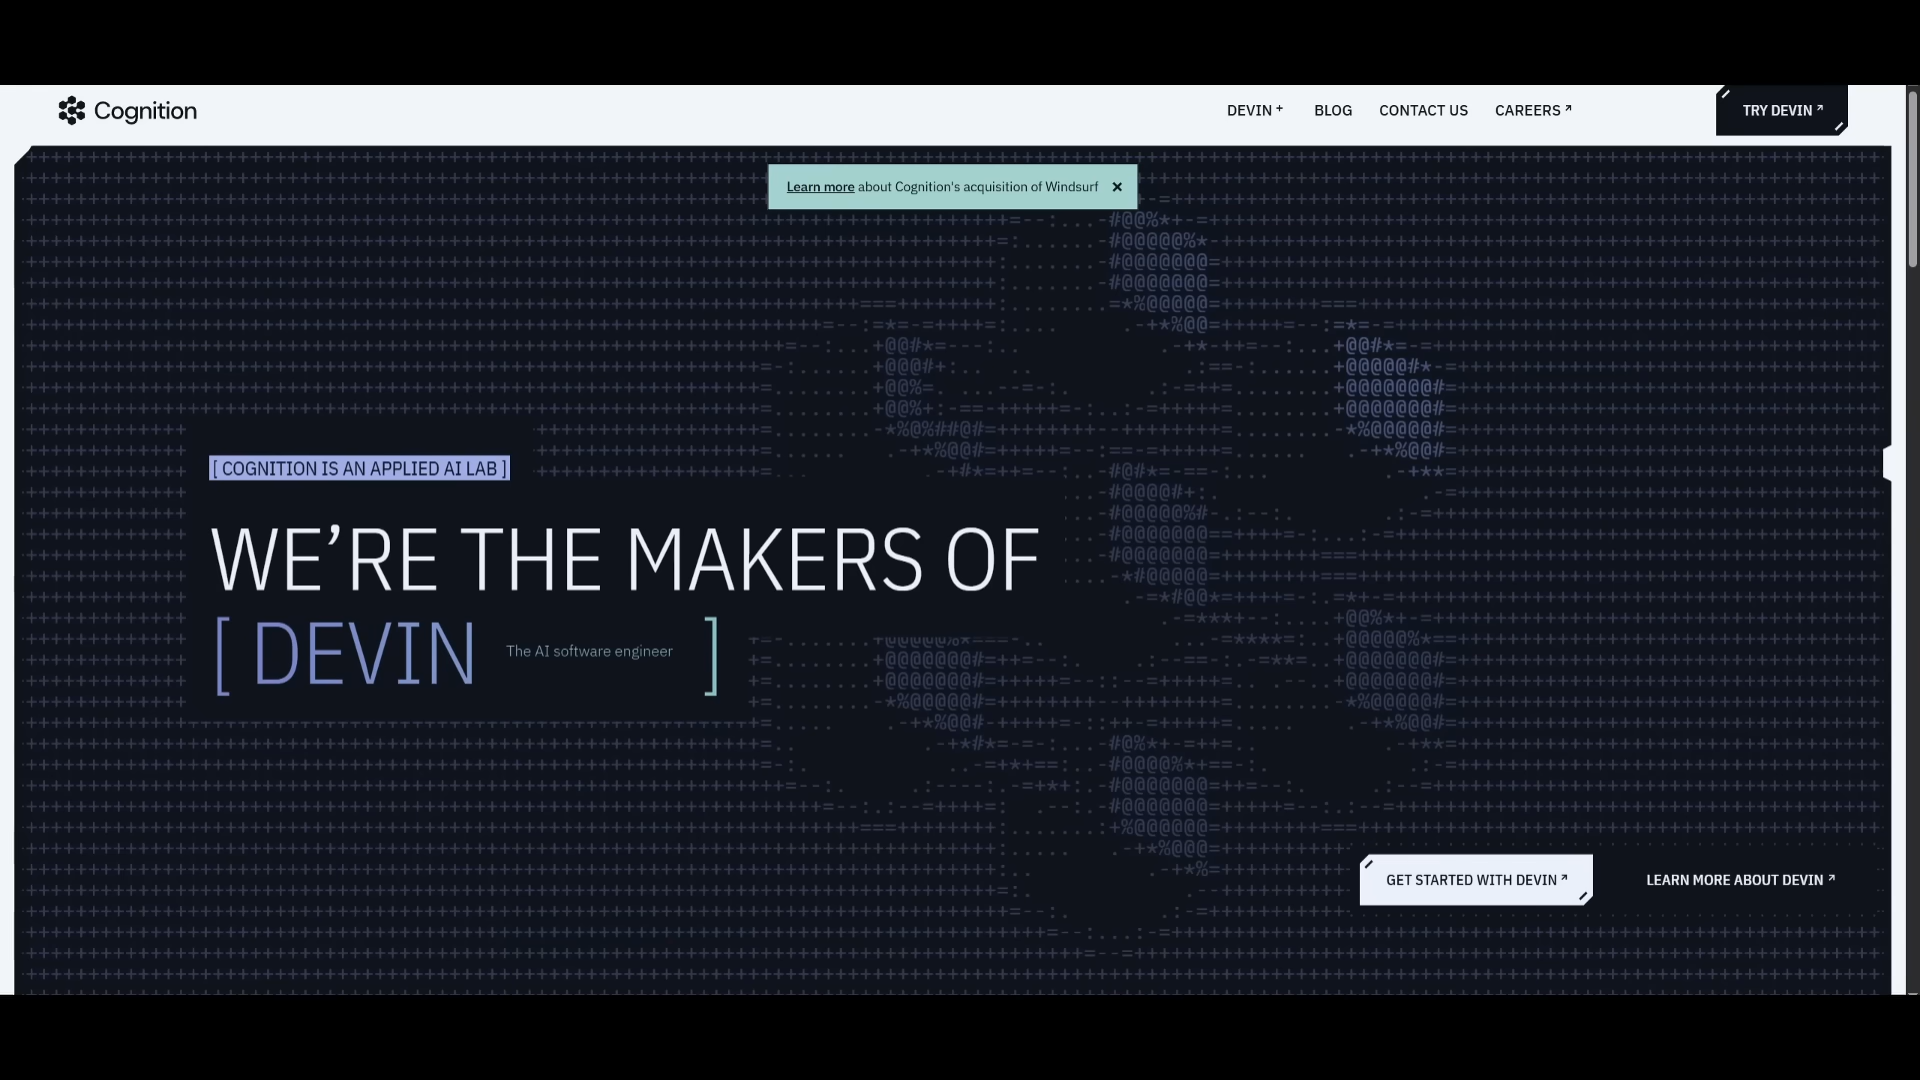 Cognition
DEVIN +
BLOG
CONTACT US
CAREERS ↗
TRY DEVIN ↗
Learn more about Cognition's acquisition of Windsurf ×
[ COGNITION IS AN APPLIED AI LAB ]
WE’RE THE MAKERS OF
[ DEVIN The AI software engineer ]
GET STARTED WITH DEVIN ↗
LEARN MORE ABOUT DEVIN ↗